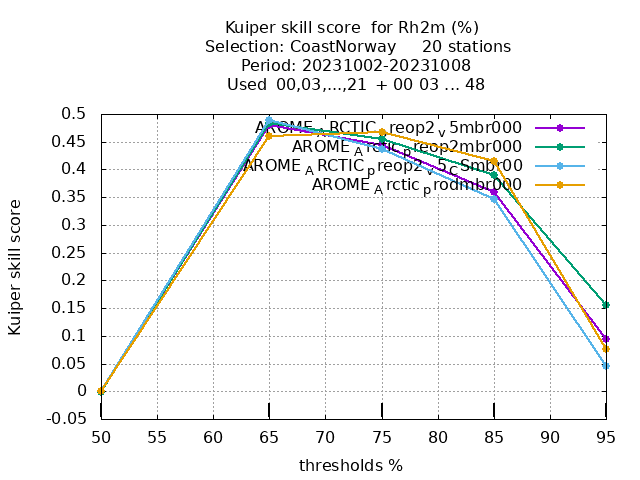 Kuiper skill score for Rh2m (%)
Selection: CoastNorway 20 stations
Period: 20231002-20231008
Used 00,03,...,21 + 00 03 ... 48
AROME_ARCTIC_preop2_v5mbr000
AROME_Arctic_preop2mbr000
AROME_ARCTIC_preop2_v5_CSmbr00
AROME_Arctic_prodmbr000
0.5
0.45
0.4
0.35
0.3
0.25
0.2
0.15
0.1
0.05
0
-0.05
50 55 60 65 70 75 80 85 90 95
Kuiper skill score
thresholds %